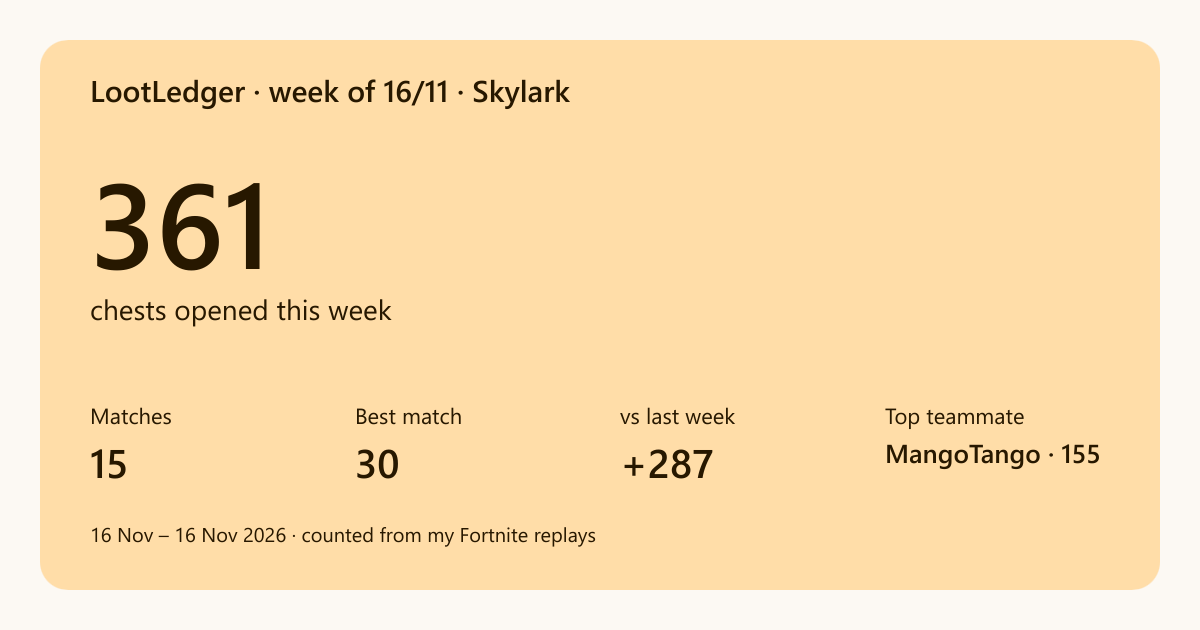 LootLedger · week of 16/11 · Skylark
361
chests opened this week
Matches
15
Best match
30
vs last week
+287
Top teammate
MangoTango · 155
16 Nov – 16 Nov 2026 · counted from my Fortnite replays